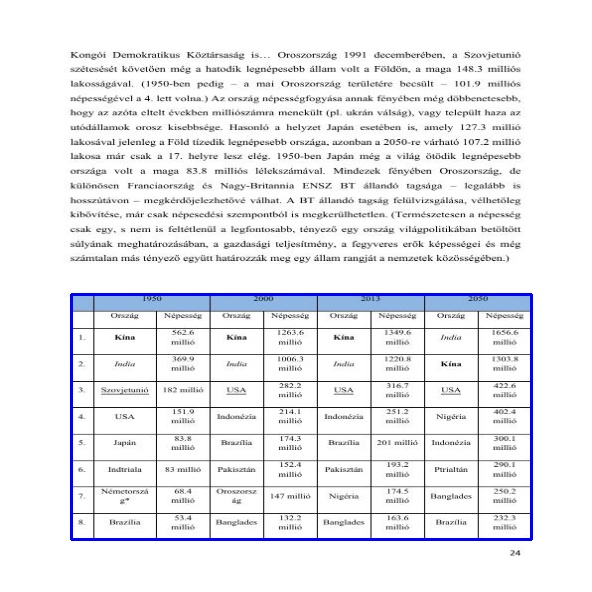 Kongói Demokratikus Köztársaság is… Oroszország 1991 decemberében, a Szovjetunió
szétesését követően még a hatodik legnépesebb állam volt a Földön, a maga 148.3 milliós
lakosságával. (1950-ben pedig – a mai Oroszország területére becsült – 101.9 milliós
népességével a 4. lett volna.) Az ország népességfogyása annak fényében még döbbenetesebb,
hogy az azóta eltelt években milliószámra menekült (pl. ukrán válság), vagy települt haza az
utódállamok orosz kisebbsége. Hasonló a helyzet Japán esetében is, amely 127.3 millió
lakosával jelenleg a Föld tízedik legnépesebb országa, azonban a 2050-re várható 107.2 millió
lakosa már csak a 17. helyre lesz elég. 1950-ben Japán még a világ ötödik legnépesebb
országa volt a maga 83.8 milliós lélekszámával. Mindezek fényében Oroszország, de
különösen Franciaország és Nagy-Britannia ENSZ BT állandó tagsága – legalább is
hosszútávon – megkérdőjelezhetővé válhat. A BT állandó tagság felülvizsgálása, vélhetőleg
kibővítése, már csak népesedési szempontból is megkerülhetetlen. (Természetesen a népesség
csak egy, s nem is feltétlenül a legfontosabb, tényező egy ország világpolitikában betöltött
súlyának meghatározásában, a gazdasági teljesítmény, a fegyveres erők képességei és még
számtalan más tényező együtt határozzák meg egy állam rangját a nemzetek közösségében.)
1950 2000 2013 2050
Ország Népesség Ország Népesség Ország Népesség Ország Népesség
1. Kína 562.6 millió Kína 1263.6 millió Kína 1349.6 millió India 1656.6 millió
2. India 369.9 millió India 1006.3 millió India 1220.8 millió Kína 1303.8 millió
3. Szovjetunió 182 millió USA 282.2 millió USA 316.7 millió USA 422.6 millió
4. USA 151.9 millió Indonézia 214.1 millió Indonézia 251.2 millió Nigéria 402.4 millió
5. Japán 83.8 millió Brazília 174.3 millió Brazília 201 millió Indonézia 300.1 millió
6. Indtriala 83 millió Pakisztán 152.4 millió Pakisztán 193.2 millió Ptrialtán 290.1 millió
7. Németorszá g* 68.4 millió Oroszorsz ág 147 millió Nigéria 174.5 millió Banglades 250.2 millió
8. Brazília 53.4 millió Banglades 132.2 millió Banglades 163.6 millió Brazília 232.3 millió
24